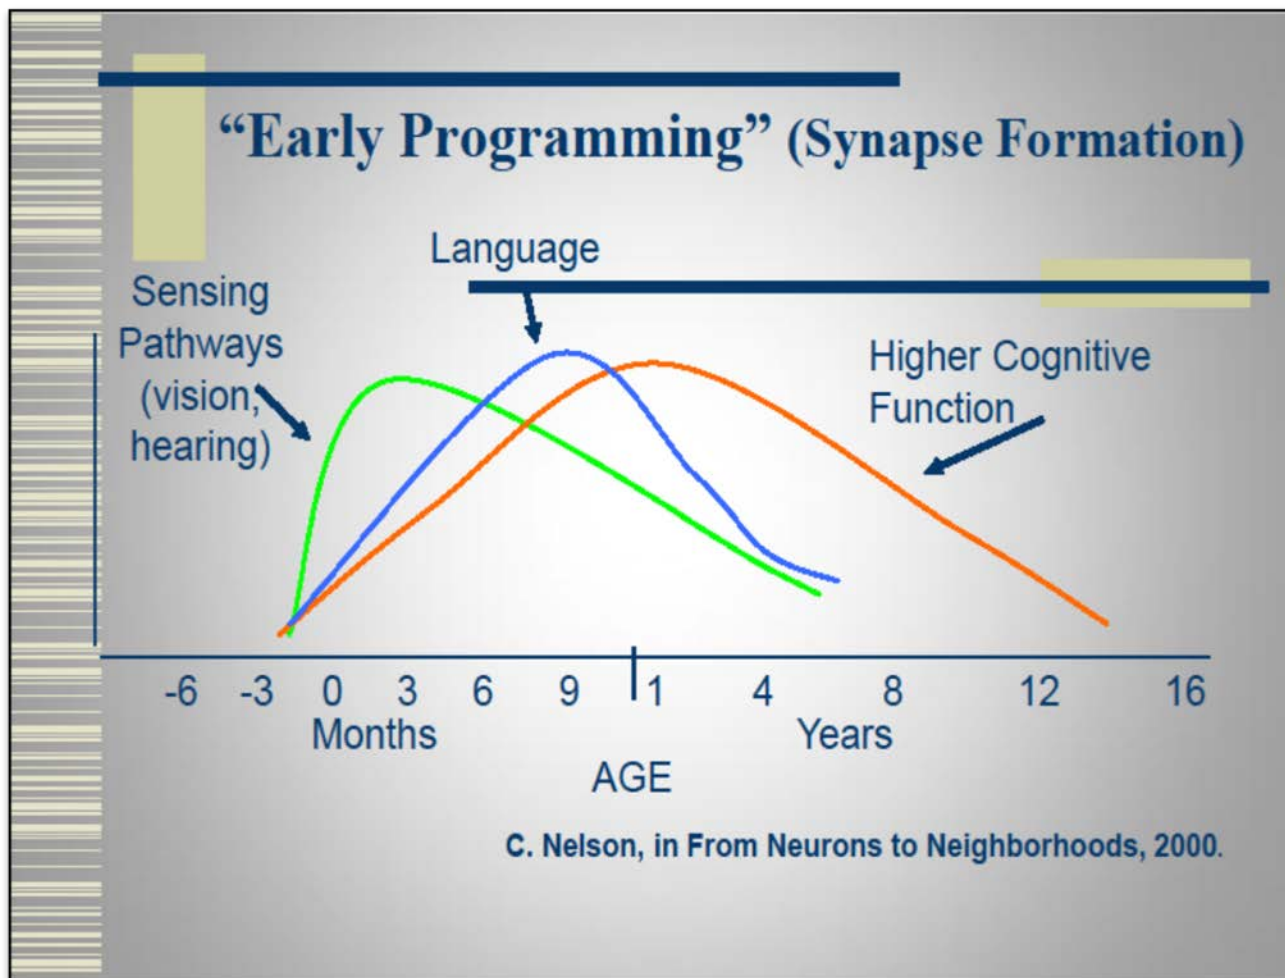 “Early Programming” (Synapse Formation)
Language
Sensing
Pathways
(vision,
hearing)
Higher Cognitive
Function
-6 -3 0 3 6 9 1 4 8 12 16
Months Years
AGE
C. Nelson, in From Neurons to Neighborhoods, 2000.